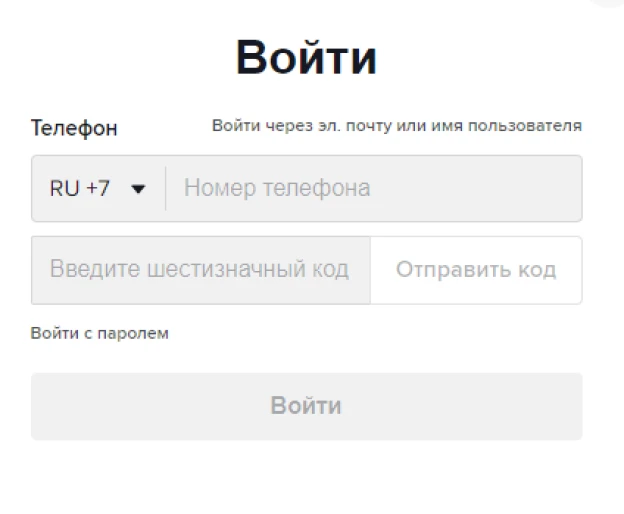 Войти
Телефон Войти через эл. почту или имя пользователя
RU +7 Номер телефона
Введите шестизначный код Отправить код
Войти с паролем
Войти